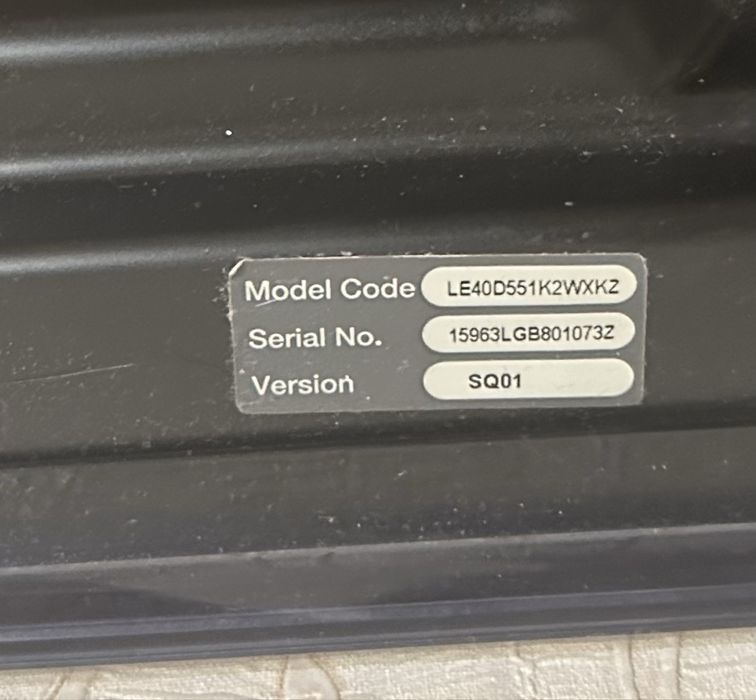 Model Code LE40D551K2WXKZ
Serial No. 15963LGB801073Z
Version SQ01